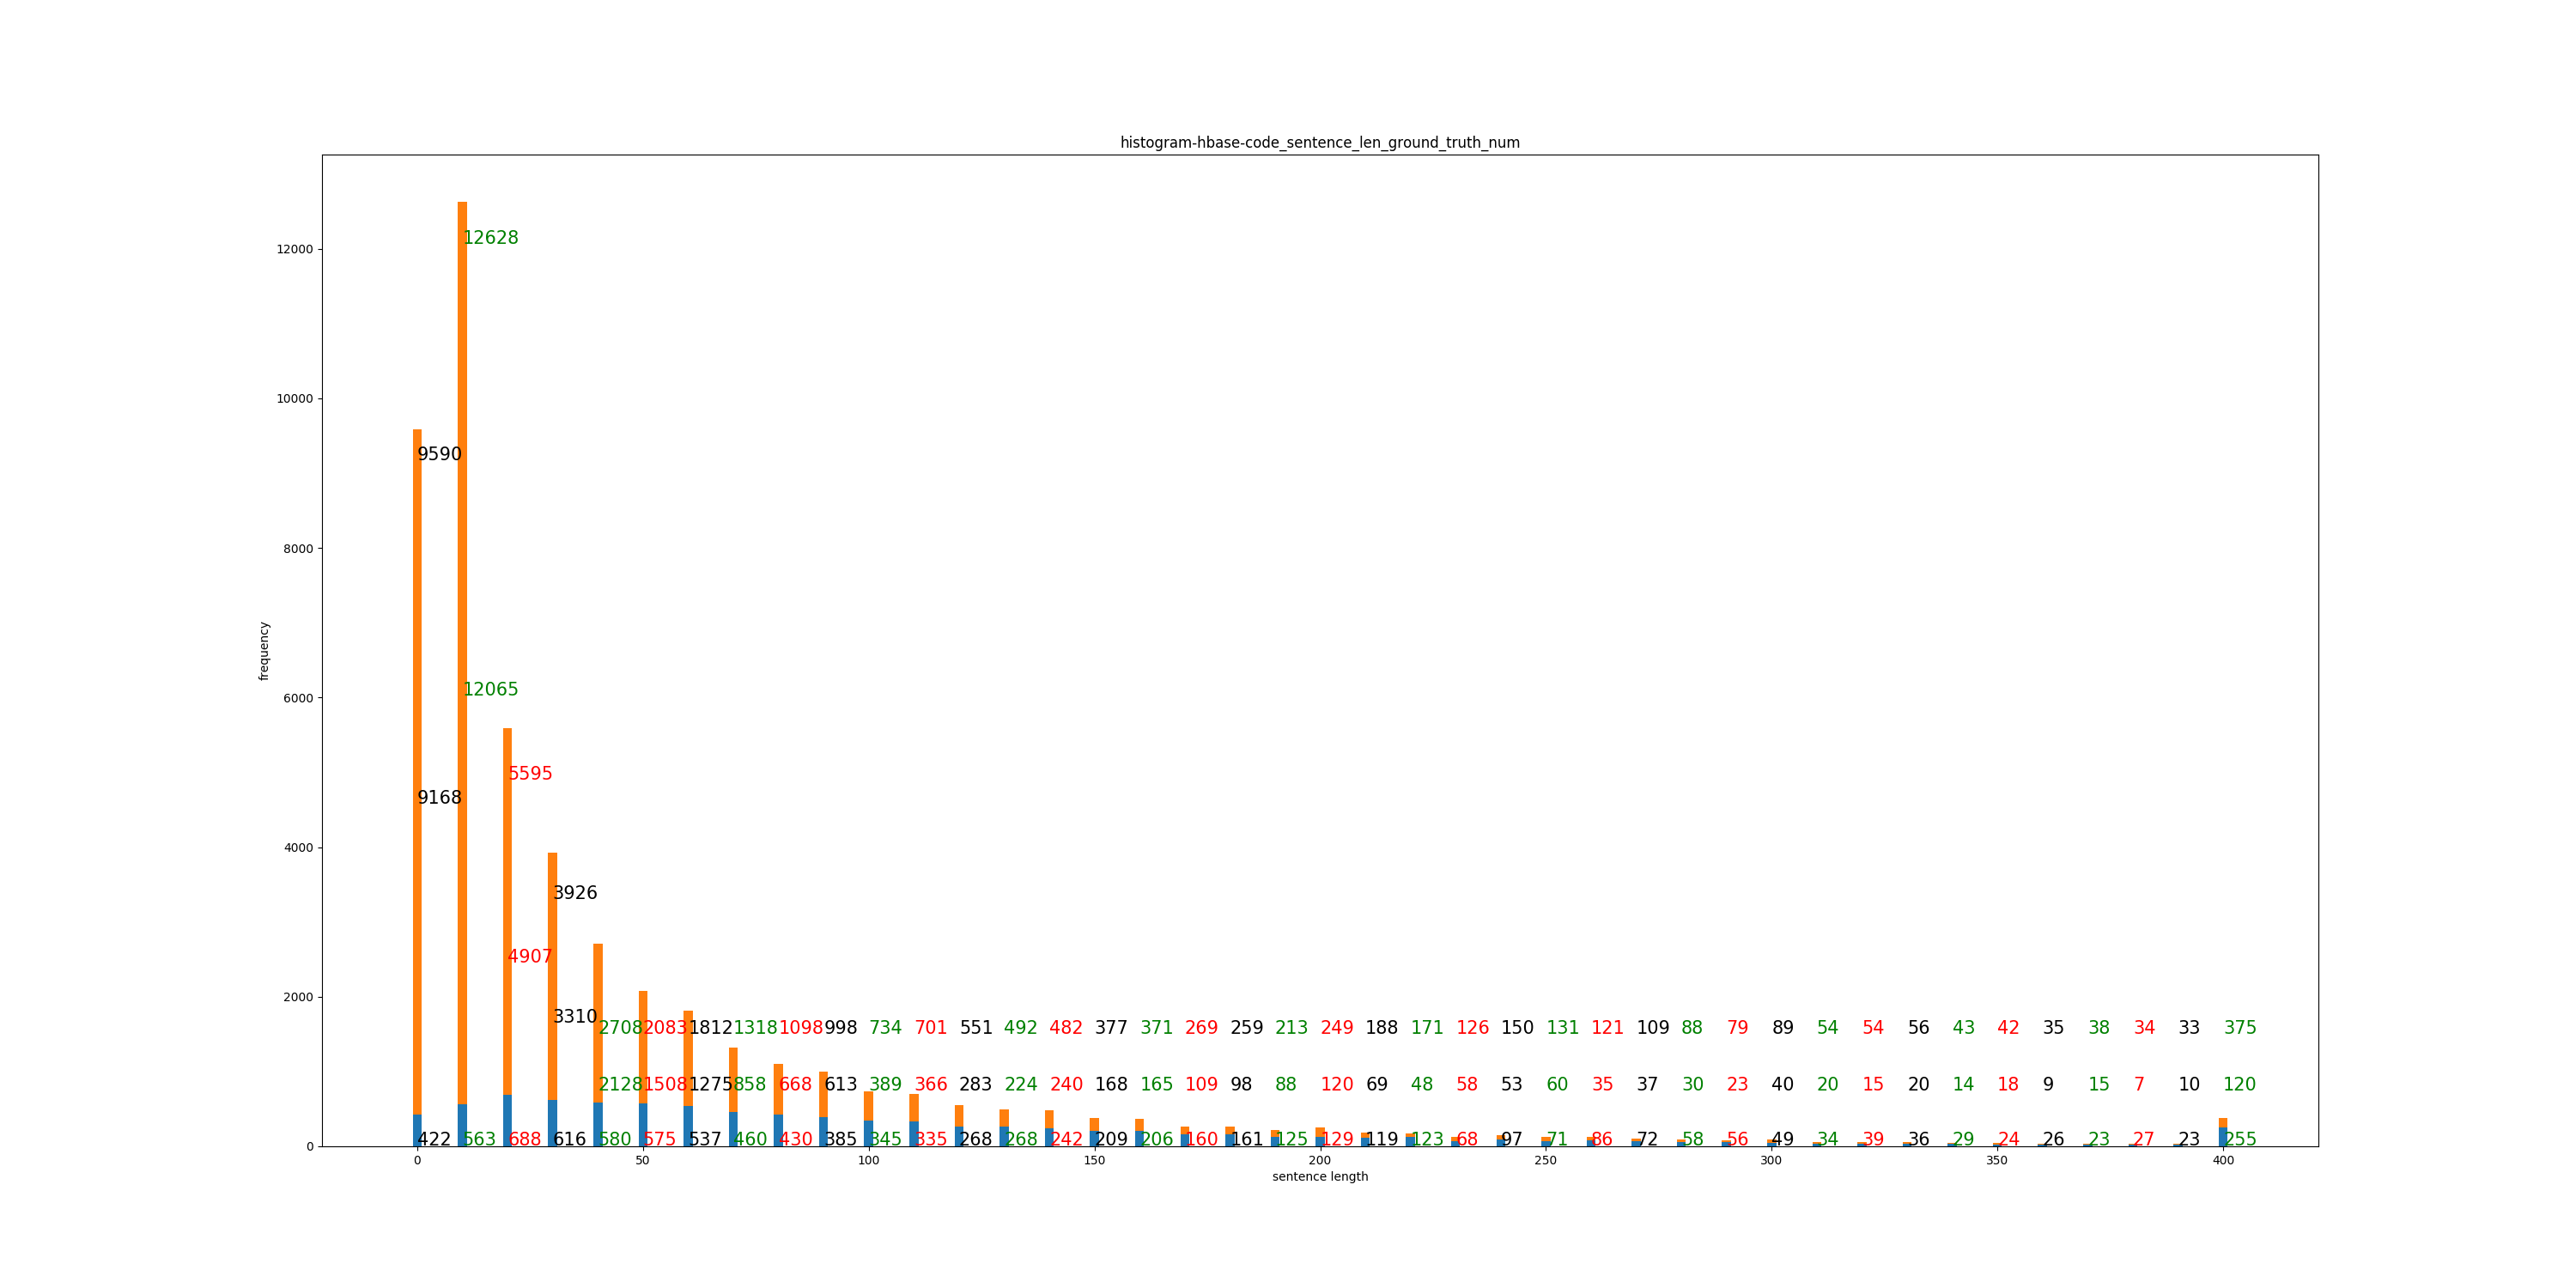 histogram-hbase-code_sentence_len_ground_truth_num
12628
12000
10000
9590
8000
frequency
12065
6000
5595
9168
4000
3926
4907
2000
3310
2708 2083 1812 1318 1098 998 734 701 551 492 482 377 371 269 259 213 249 188 171 126 150 131 121 109 88 79 89 54 54 56 43 42 35 38 34 33 375
2128 1508 1275 858 668 613 389 366 283 224 240 168 165 109 98 88 120 69 48 58 53 60 35 37 30 23 40 20 15 20 14 18 9 15 7 10 120
422 563 688 616 580 575 537 460 430 385 345 335 268 268 242 209 206 160 161 125 129 119 123 68 97 71 86 72 58 56 49 34 39 36 29 24 26 23 27 23 255
0
0 50 100 150 200 250 300 350 400
sentence length